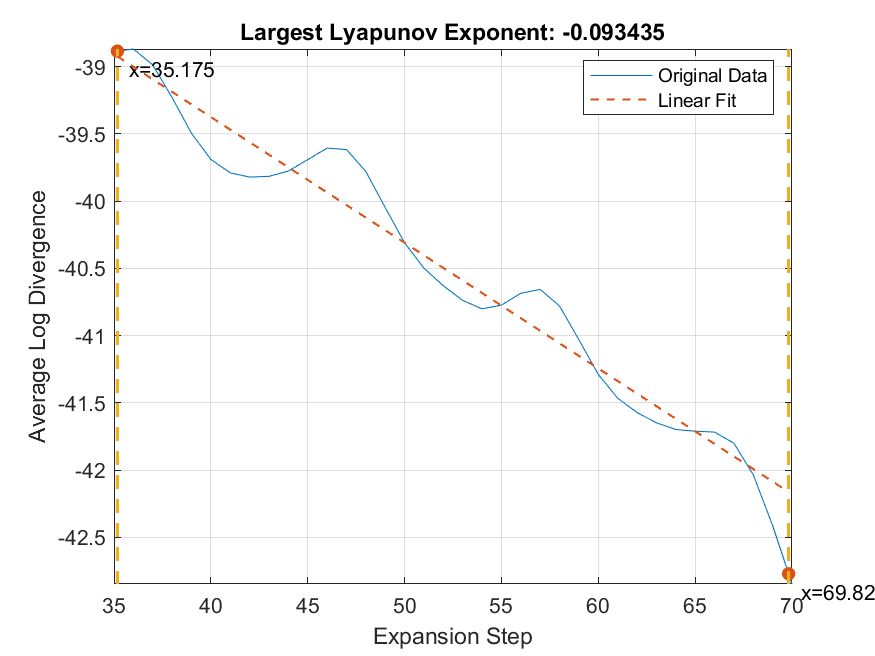 Largest Lyapunov Exponent: -0.093435
Average Log Divergence
-39
-39.5
-40
-40.5
-41
-41.5
-42
-42.5
x=35.175
Original Data
Linear Fit
x=69.82
35 40 45 50 55 60 65 70
Expansion Step